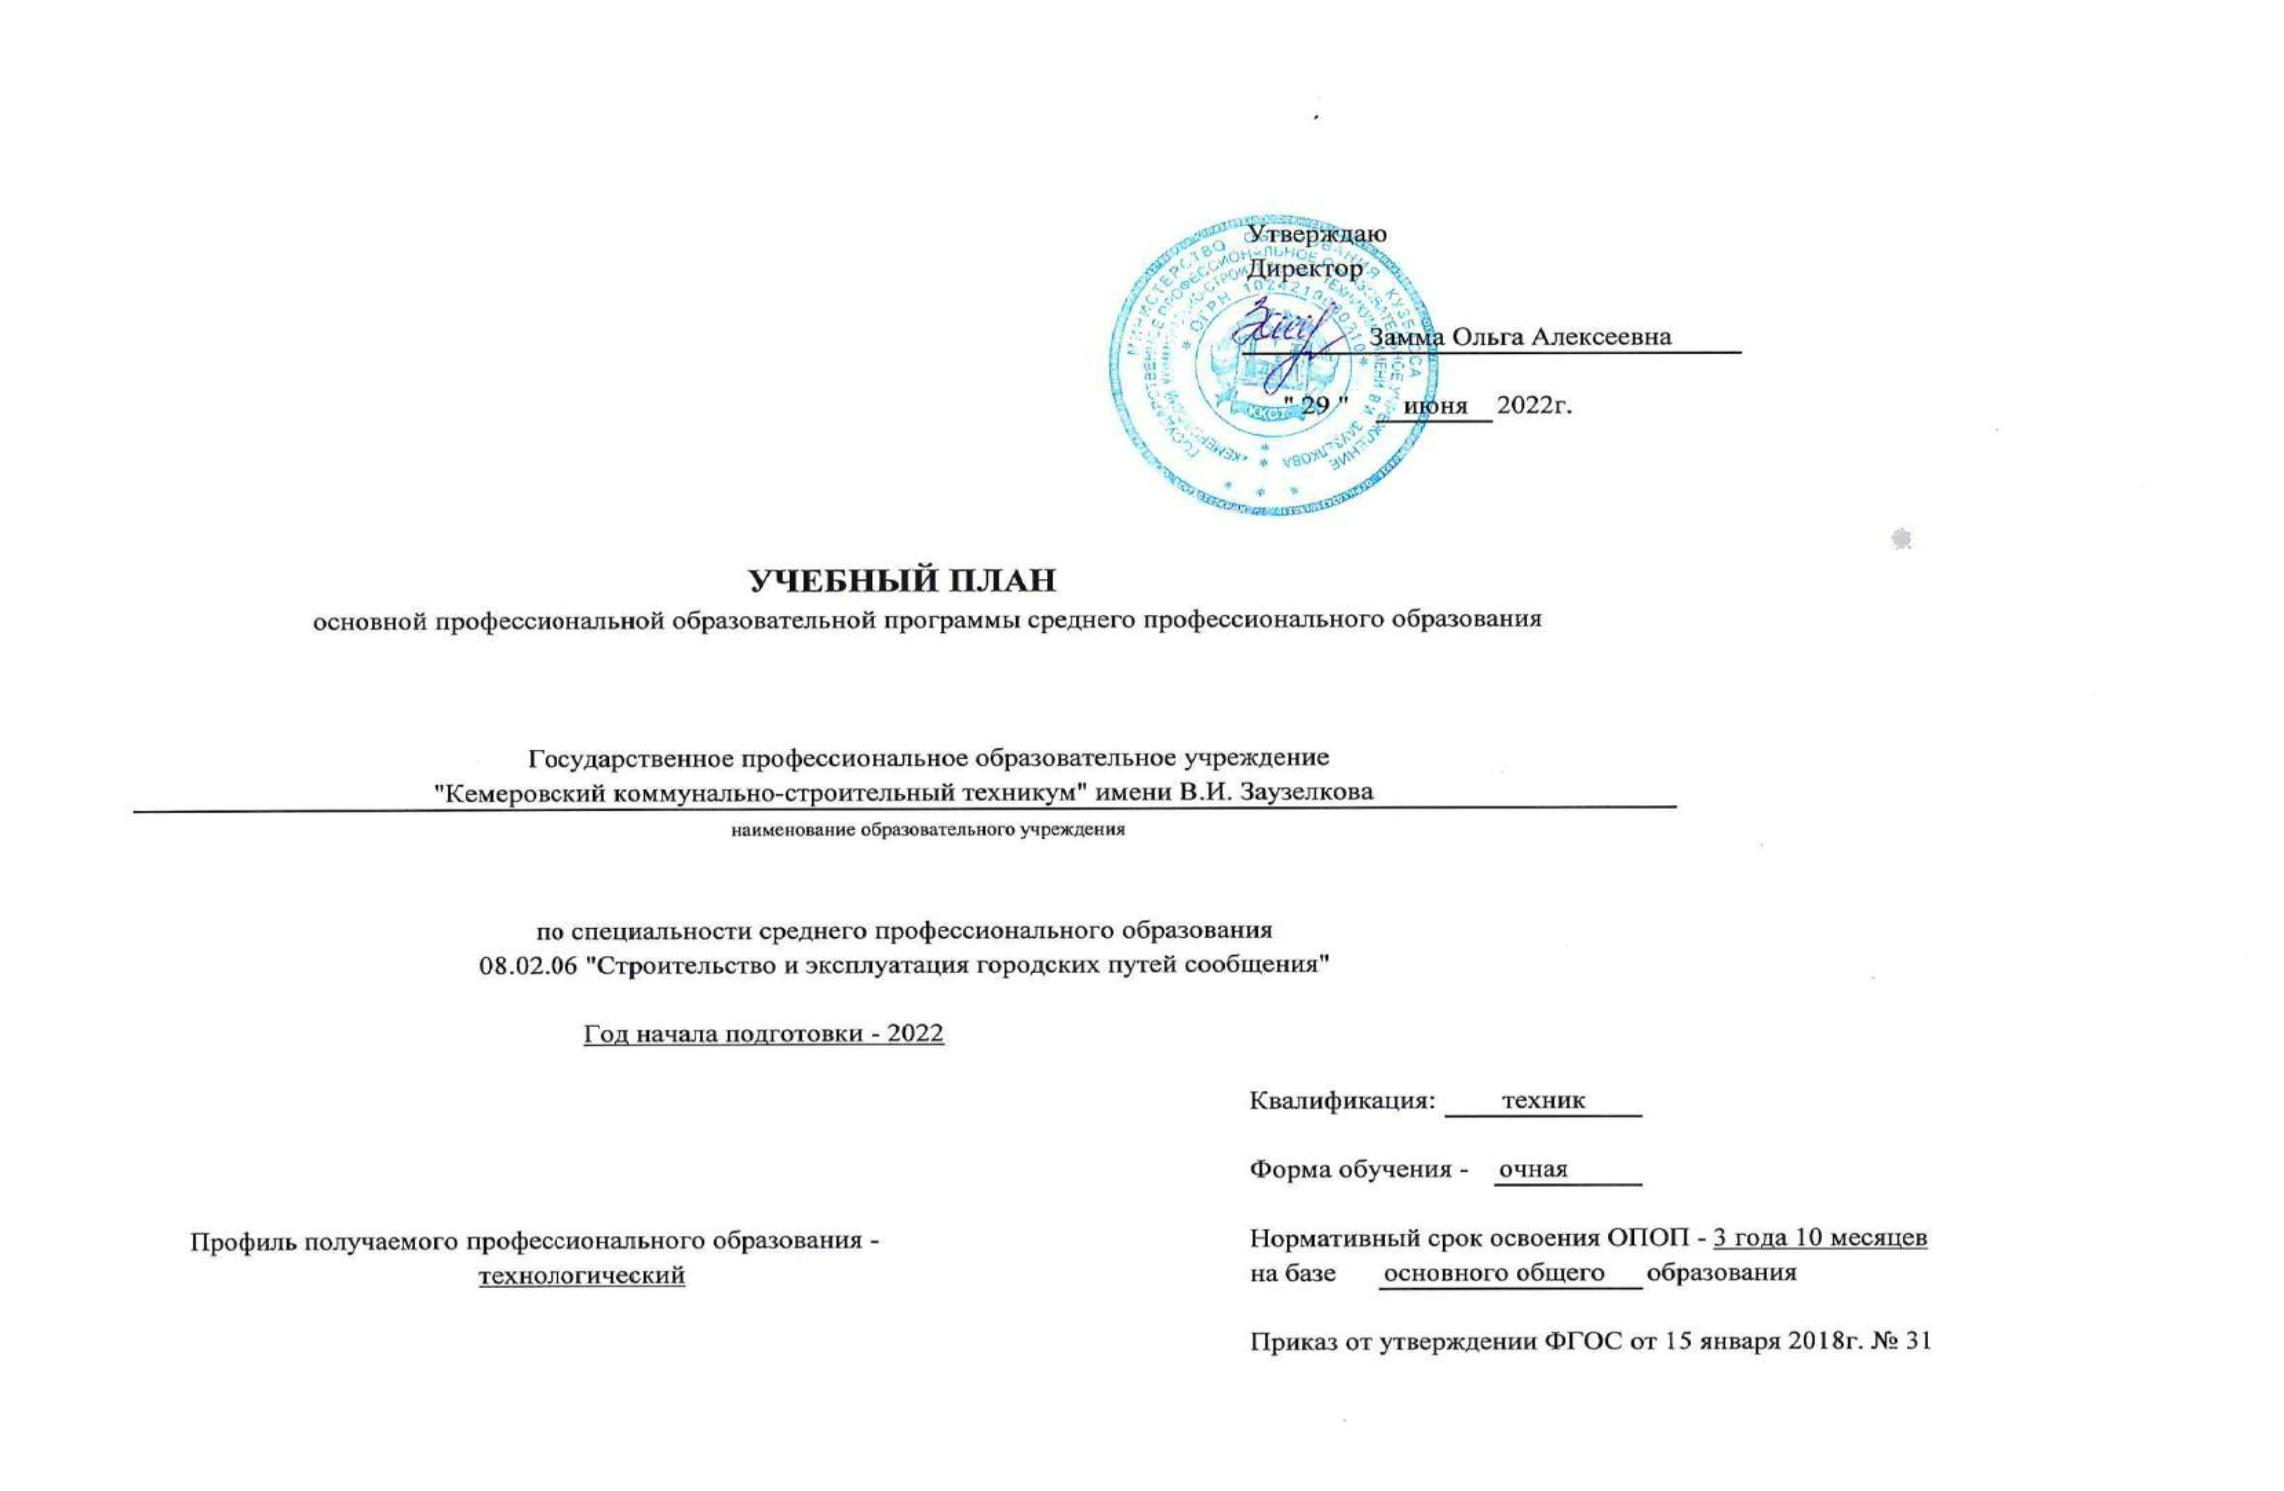 Утверждаю
Директор
Замма Ольга Алексеевна
" 29 " июня 2022г.
МИНИСТЕРСТВО ОБРАЗОВАНИЯ КУЗБАССА
ККСТ
УЧЕБНЫЙ ПЛАН
основной профессиональной образовательной программы среднего профессионального образования
Государственное профессиональное образовательное учреждение
"Кемеровский коммунально-строительный техникум" имени В.И. Заузелкова
наименование образовательного учреждения
по специальности среднего профессионального образования
08.02.06 "Строительство и эксплуатация городских путей сообщения"
Год начала подготовки - 2022
Квалификация: техник
Форма обучения - очная
Профиль получаемого профессионального образования -
технологический
Нормативный срок освоения ОПОП - 3 года 10 месяцев
на базе основного общего образования
Приказ от утверждении ФГОС от 15 января 2018г. № 31